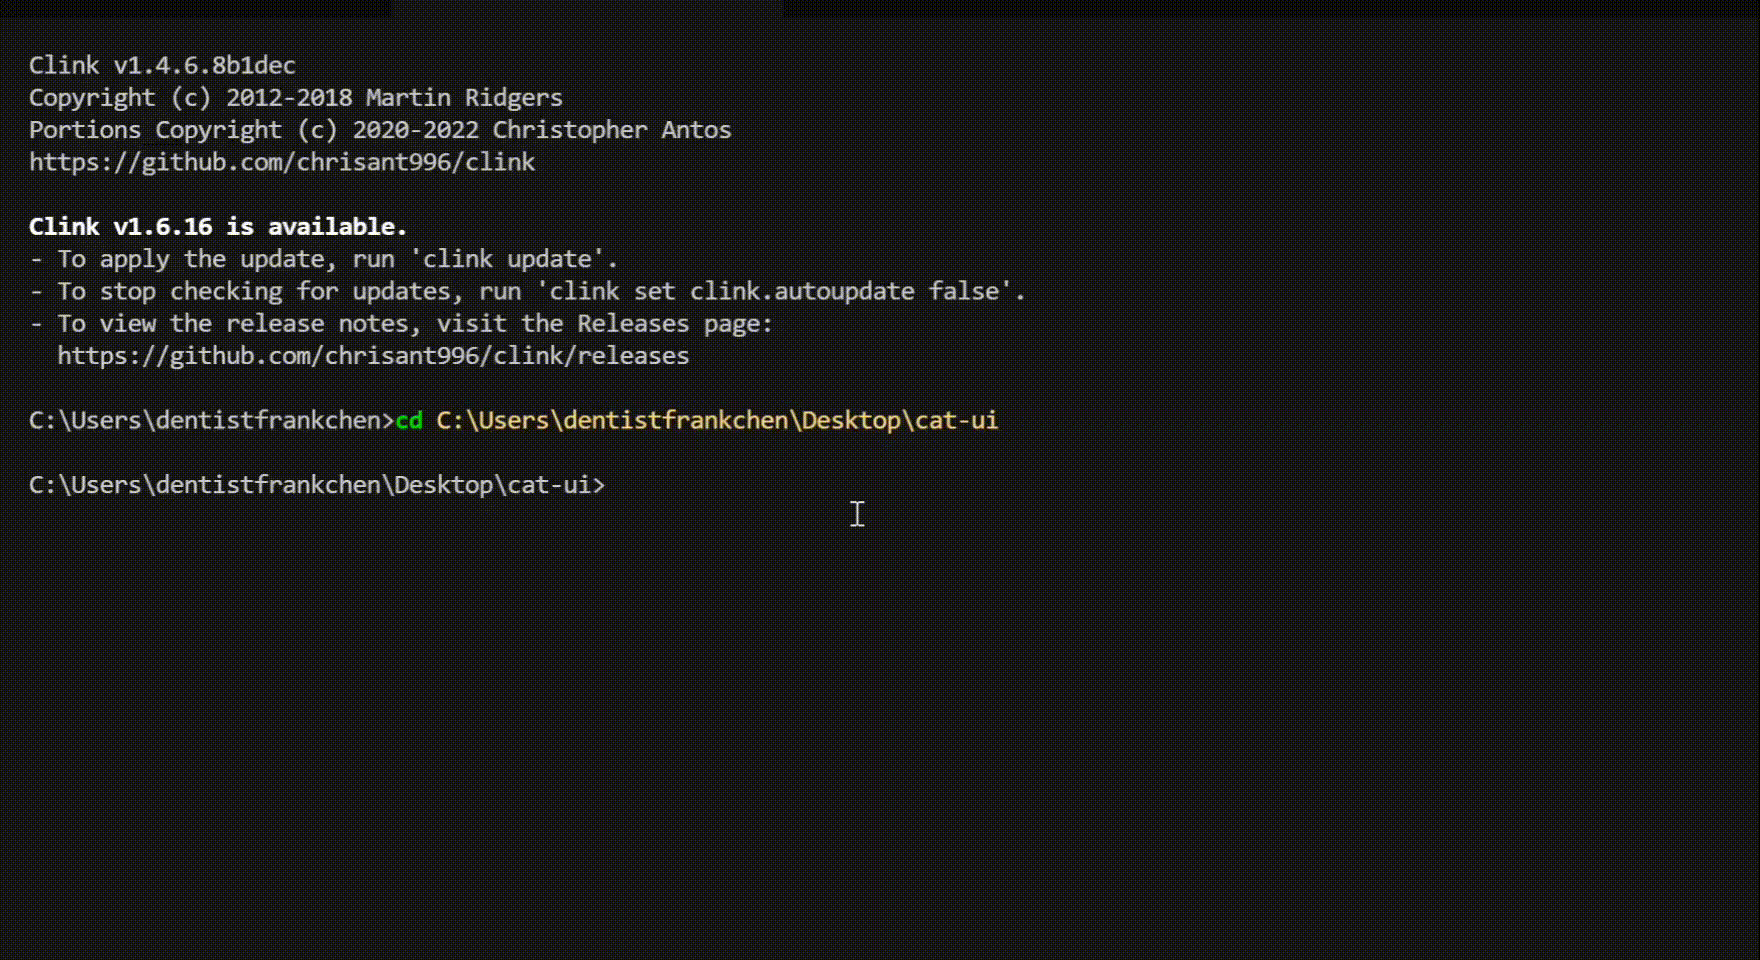 Clink v1.4.6.8b1dec
Copyright (c) 2012-2018 Martin Ridgers
Portions Copyright (c) 2020-2022 Christopher Antos
https://github.com/chrisant996/clink
Clink v1.6.16 is available.
- To apply the update, run 'clink update'.
- To stop checking for updates, run 'clink set clink.autoupdate false'.
- To view the release notes, visit the Releases page:
  https://github.com/chrisant996/clink/releases
C:\Users\dentistfrankchen>cd C:\Users\dentistfrankchen\Desktop\cat-ui
C:\Users\dentistfrankchen\Desktop\cat-ui>